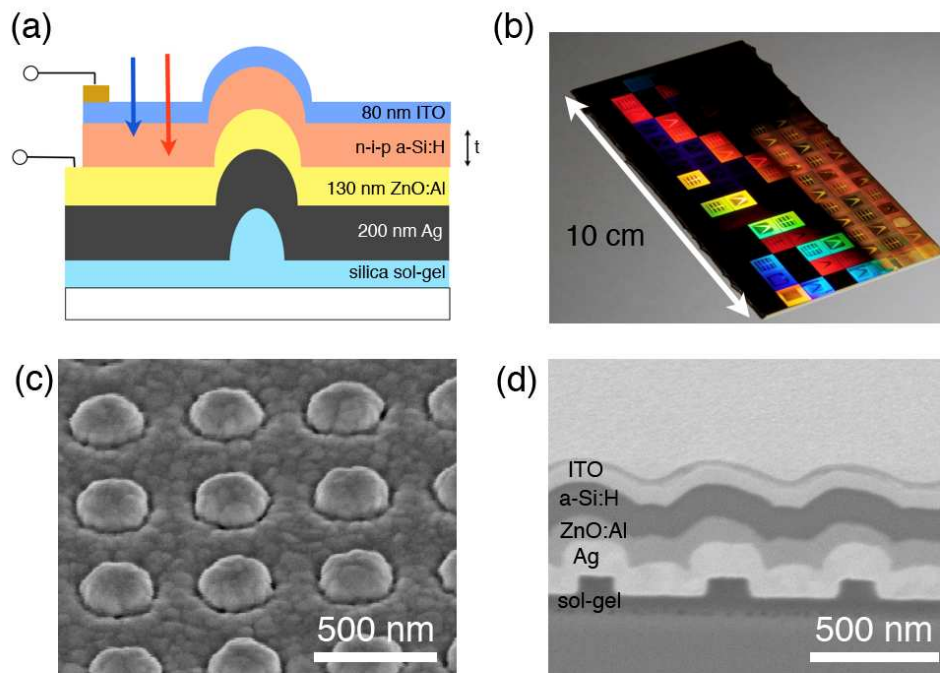 (a)
80 nm ITO
n-i-p a-Si:H
t
130 nm ZnO:Al
200 nm Ag
silica sol-gel
(b)
10 cm
(c)
500 nm
(d)
ITO
a-Si:H
ZnO:Al
Ag
sol-gel
500 nm